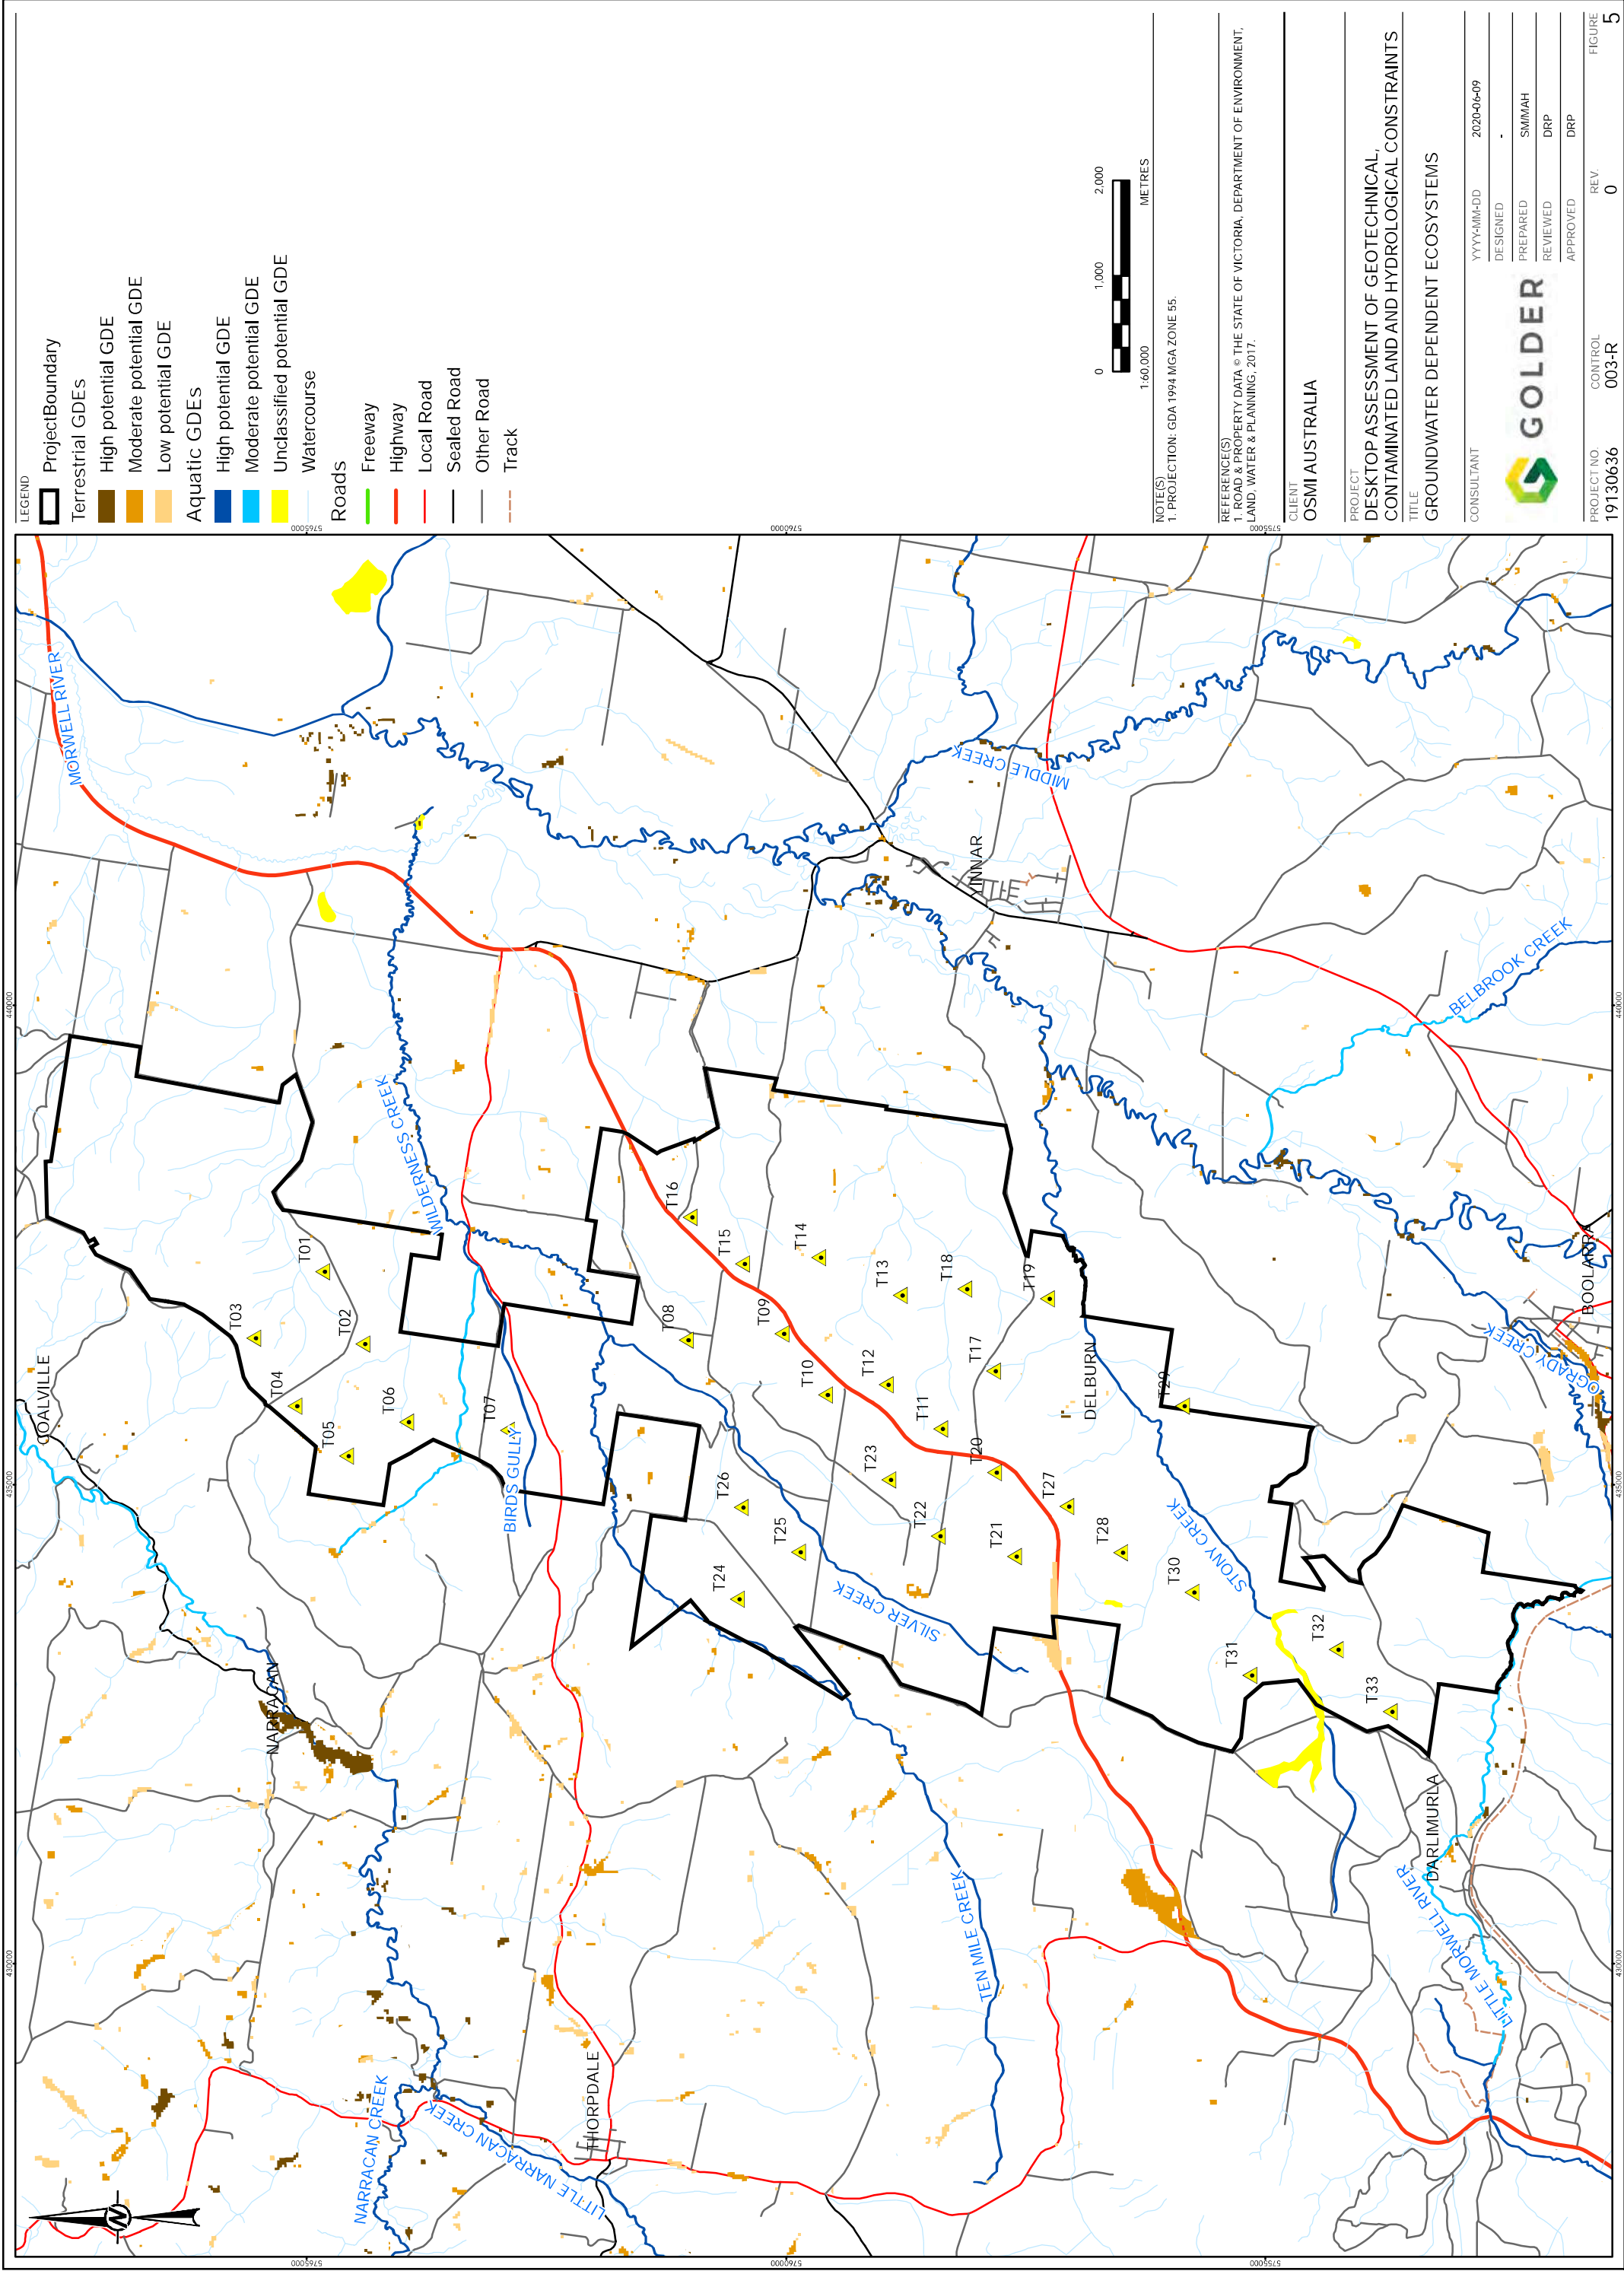 LEGEND
ProjectBoundary
Terrestrial GDEs
High potential GDE
Moderate potential GDE
Low potential GDE
Aquatic GDEs
High potential GDE
Moderate potential GDE
Unclassified potential GDE
Watercourse
Roads
Freeway
Highway
Local Road
Sealed Road
Other Road
Track
0 1,000 2,000
1:60,000 METRES
NOTE(S)
1. PROJECTION: GDA 1994 MGA ZONE 55.
REFERENCE(S)
1. ROAD & PROPERTY DATA © THE STATE OF VICTORIA, DEPARTMENT OF ENVIRONMENT,
LAND, WATER & PLANNING, 2017.
CLIENT
OSMI AUSTRALIA
PROJECT
DESKTOP ASSESSMENT OF GEOTECHNICAL,
CONTAMINATED LAND AND HYDROLOGICAL CONSTRAINTS
TITLE
GROUNDWATER DEPENDENT ECOSYSTEMS
CONSULTANT
GOLDER
YYYY-MM-DD 2020-06-09
DESIGNED -
PREPARED SM/MAH
REVIEWED DRP
APPROVED DRP
PROJECT NO. CONTROL REV. FIGURE
19130636 003-R 0 5
430000
435000
440000
430000
435000
440000
5765000
5760000
5755000
5765000
5760000
5755000
N
COALVILLE
NARRACAN
THORPDALE
YINNAR
DELBURN
DARLIMURLA
BOOLARRA
MORWELL RIVER
WILDERNESS CREEK
MIDDLE CREEK
BELBROOK CREEK
BIRDS GULLY
SILVER CREEK
STONY CREEK
OGRADY CREEK
TEN MILE CREEK
LITTLE MORWELL RIVER
NARRACAN CREEK
LITTLE NARRACAN CREEK
T01
T02
T03
T04
T05
T06
T07
T08
T09
T10
T11
T12
T13
T14
T15
T16
T17
T18
T19
T20
T21
T22
T23
T24
T25
T26
T27
T28
T29
T30
T31
T32
T33